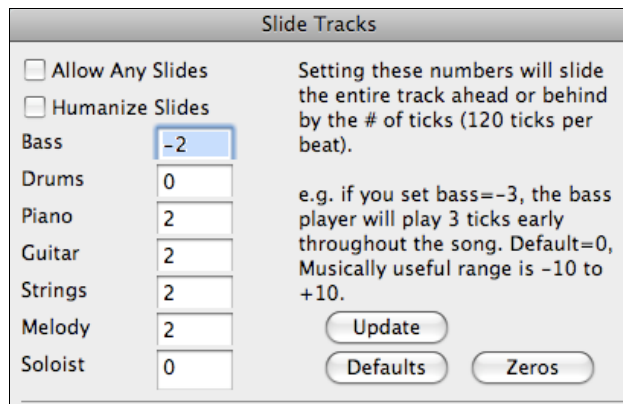 Slide Tracks
Allow Any Slides
Humanize Slides
Bass -2
Drums 0
Piano 2
Guitar 2
Strings 2
Melody 2
Soloist 0
Setting these numbers will slide
the entire track ahead or behind
by the # of ticks (120 ticks per
beat).
e.g. if you set bass=-3, the bass
player will play 3 ticks early
throughout the song. Default=0,
Musically useful range is -10 to
+10.
Update
Defaults Zeros